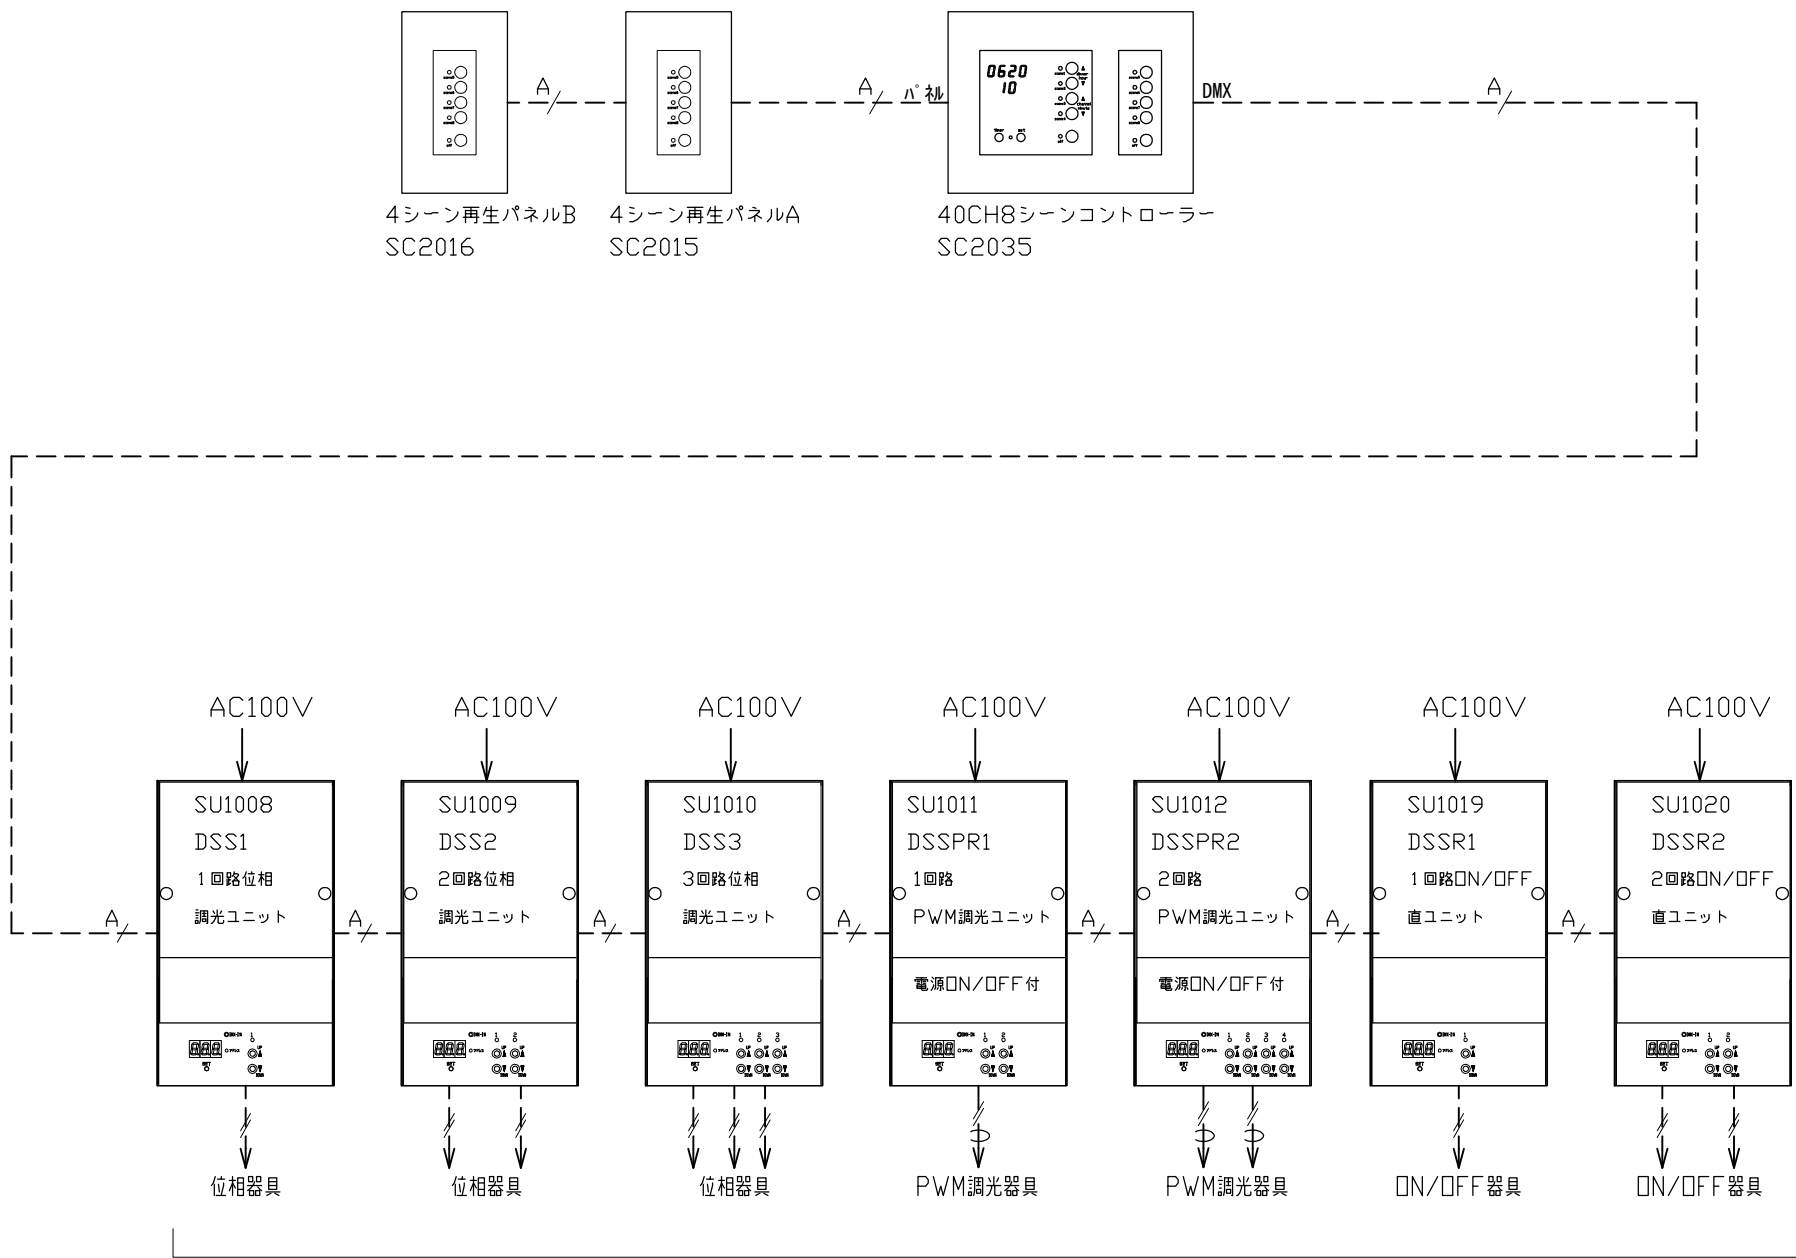 0620
10
timer
set
A
A
パネル
DMX
A
4シーン再生パネルB
SC2016
4シーン再生パネルA
SC2015
40CH8シーンコントローラー
SC2035
AC100V
AC100V
AC100V
AC100V
AC100V
AC100V
AC100V
SU1008
DSS1
1回路位相
調光ユニット
SU1009
DSS2
2回路位相
調光ユニット
SU1010
DSS3
3回路位相
調光ユニット
SU1011
DSSPR1
1回路
PWM調光ユニット
電源ON/OFF付
SU1012
DSSPR2
2回路
PWM調光ユニット
電源ON/OFF付
SU1019
DSSR1
1回路ON/OFF
直ユニット
SU1020
DSSR2
2回路ON/OFF
直ユニット
A
A
A
A
A
A
A
位相器具
位相器具
位相器具
PWM調光器具
PWM調光器具
ON/OFF器具
ON/OFF器具